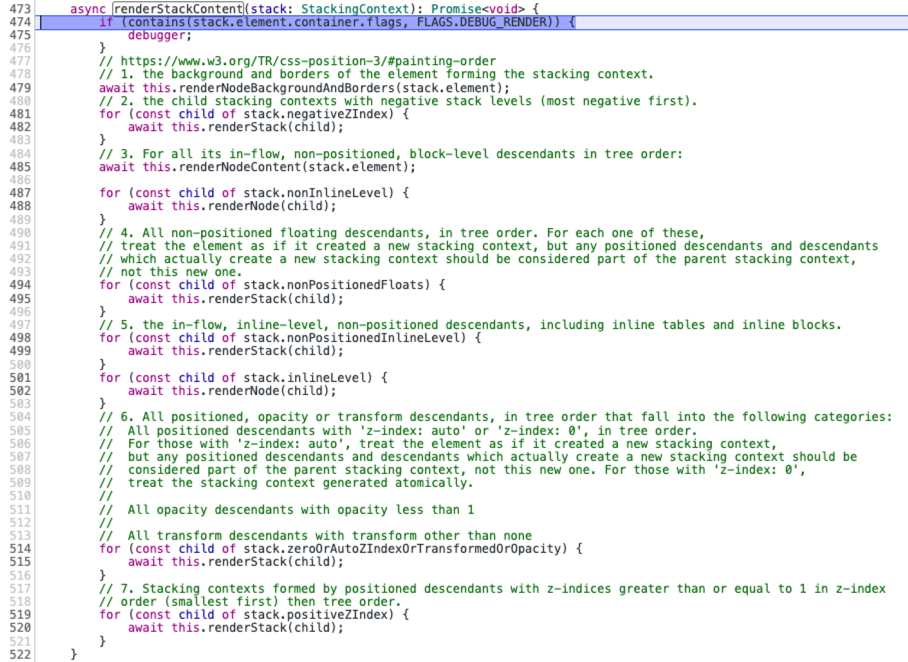 473 async renderStackContent(stack: StackingContext): Promise<void> {
474 if (contains(stack.element.container.flags, FLAGS.DEBUG_RENDER)) {
475 debugger;
476 }
477 // https://www.w3.org/TR/css-position-3/#painting-order
478 // 1. the background and borders of the element forming the stacking context.
479 await this.renderNodeBackgroundAndBorders(stack.element);
480 // 2. the child stacking contexts with negative stack levels (most negative first).
481 for (const child of stack.negativeZIndex) {
482 await this.renderStack(child);
483 }
484 // 3. For all its in-flow, non-positioned, block-level descendants in tree order:
485 await this.renderNodeContent(stack.element);
486
487 for (const child of stack.nonInlineLevel) {
488 await this.renderNode(child);
489 }
490 // 4. All non-positioned floating descendants, in tree order. For each one of these,
491 // treat the element as if it created a new stacking context, but any positioned descendants and descendants
492 // which actually create a new stacking context should be considered part of the parent stacking context,
493 // not this new one.
494 for (const child of stack.nonPositionedFloats) {
495 await this.renderStack(child);
496 }
497 // 5. the in-flow, inline-level, non-positioned descendants, including inline tables and inline blocks.
498 for (const child of stack.nonPositionedInlineLevel) {
499 await this.renderStack(child);
500 }
501 for (const child of stack.inlineLevel) {
502 await this.renderNode(child);
503 }
504 // 6. All positioned, opacity or transform descendants, in tree order that fall into the following categories:
505 // All positioned descendants with 'z-index: auto' or 'z-index: 0', in tree order.
506 // For those with 'z-index: auto', treat the element as if it created a new stacking context,
507 // but any positioned descendants and descendants which actually create a new stacking context should be
508 // considered part of the parent stacking context, not this new one. For those with 'z-index: 0',
509 // treat the stacking context generated atomically.
510 //
511 // All opacity descendants with opacity less than 1
512 //
513 // All transform descendants with transform other than none
514 for (const child of stack.zeroOrAutoZIndexOrTransformedOrOpacity) {
515 await this.renderStack(child);
516 }
517 // 7. Stacking contexts formed by positioned descendants with z-indices greater than or equal to 1 in z-index
518 // order (smallest first) then tree order.
519 for (const child of stack.positiveZIndex) {
520 await this.renderStack(child);
521 }
522 }